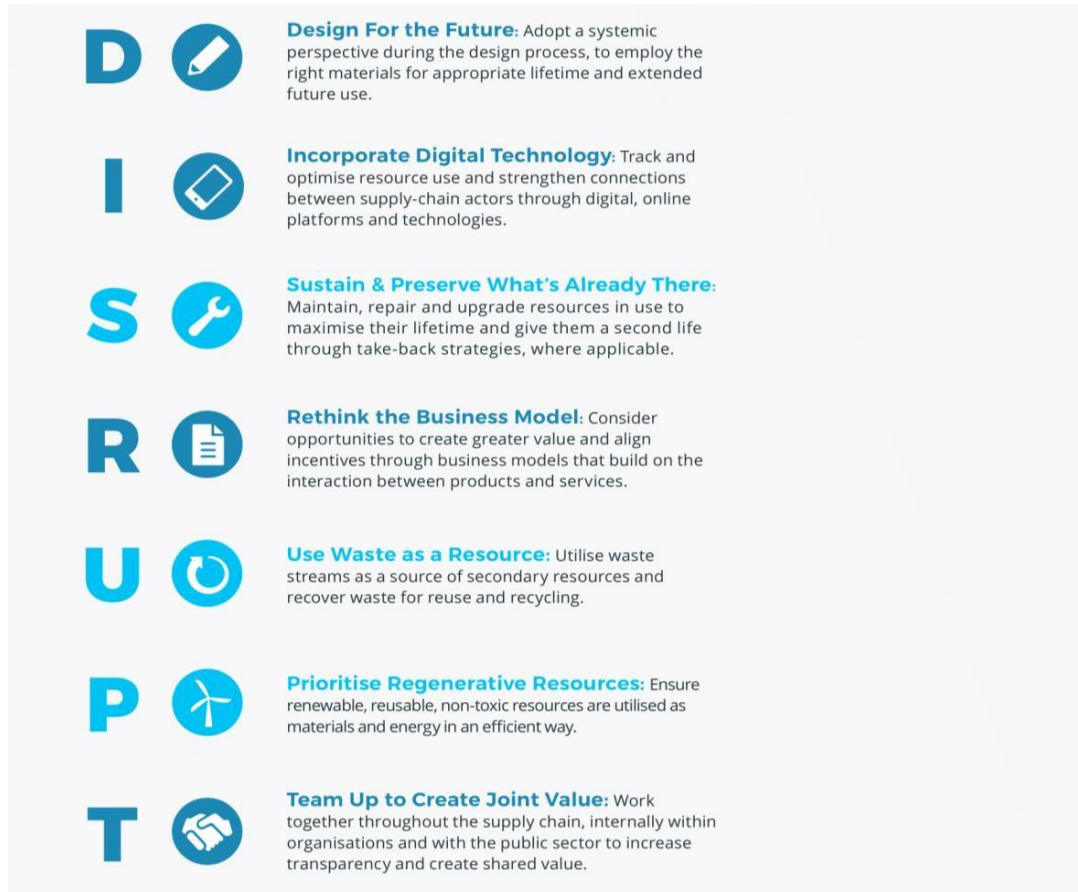 D
Design For the Future: Adopt a systemic
perspective during the design process, to employ the
right materials for appropriate lifetime and extended
future use.
I
Incorporate Digital Technology: Track and
optimise resource use and strengthen connections
between supply-chain actors through digital, online
platforms and technologies.
S
Sustain & Preserve What's Already There:
Maintain, repair and upgrade resources in use to
maximise their lifetime and give them a second life
through take-back strategies, where applicable.
R
Rethink the Business Model: Consider
opportunities to create greater value and align
incentives through business models that build on the
interaction between products and services.
U
Use Waste as a Resource: Utilise waste
streams as a source of secondary resources and
recover waste for reuse and recycling.
P
Prioritise Regenerative Resources: Ensure
renewable, reusable, non-toxic resources are utilised as
materials and energy in an efficient way.
T
Team Up to Create Joint Value: Work
together throughout the supply chain, internally within
organisations and with the public sector to increase
transparency and create shared value.